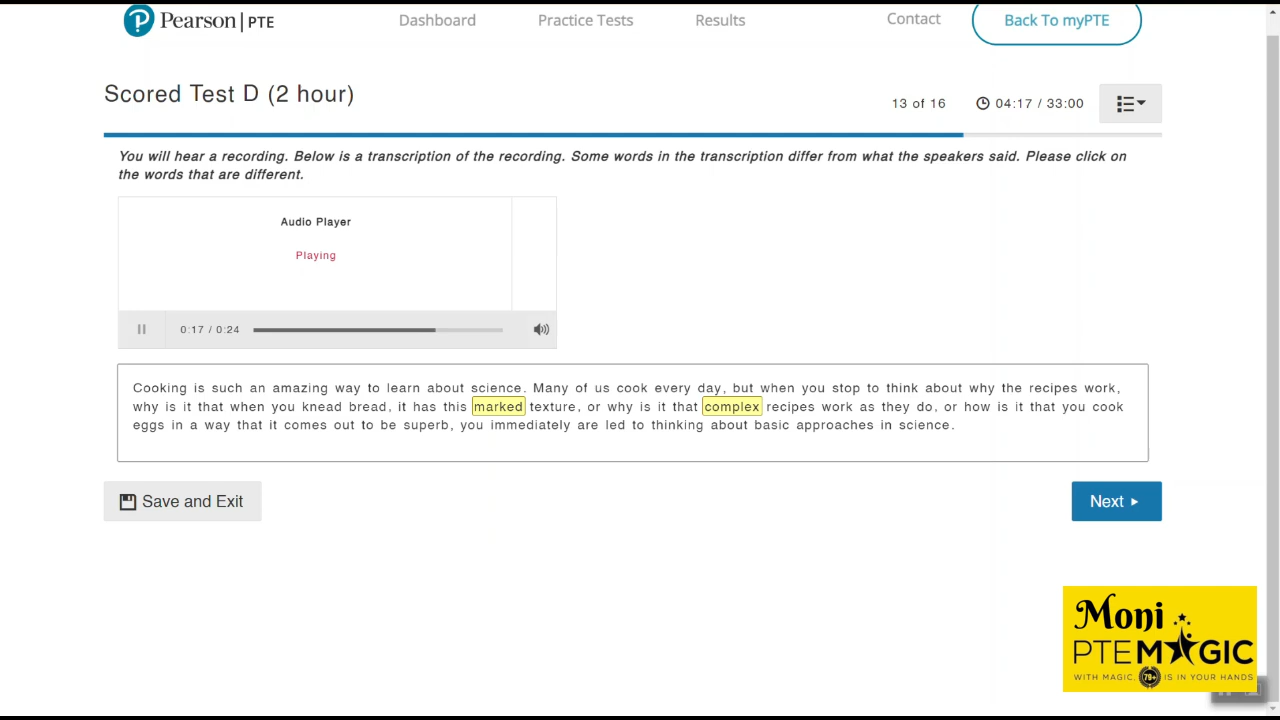 Pearson | PTE
Dashboard
Practice Tests
Results
Contact
Back To myPTE
Scored Test D (2 hour)
13 of 16
04:17 / 33:00
You will hear a recording. Below is a transcription of the recording. Some words in the transcription differ from what the speakers said. Please click on
the words that are different.
Audio Player
Playing
0:17 / 0:24
Cooking is such an amazing way to learn about science. Many of us cook every day, but when you stop to think about why the recipes work,
why is it that when you knead bread, it has this marked texture, or why is it that complex recipes work as they do, or how is it that you cook
eggs in a way that it comes out to be superb, you immediately are led to thinking about basic approaches in science.
Save and Exit
Next
Moni
PTEMAGIC
WITH MAGIC, 79+ IS IN YOUR HANDS